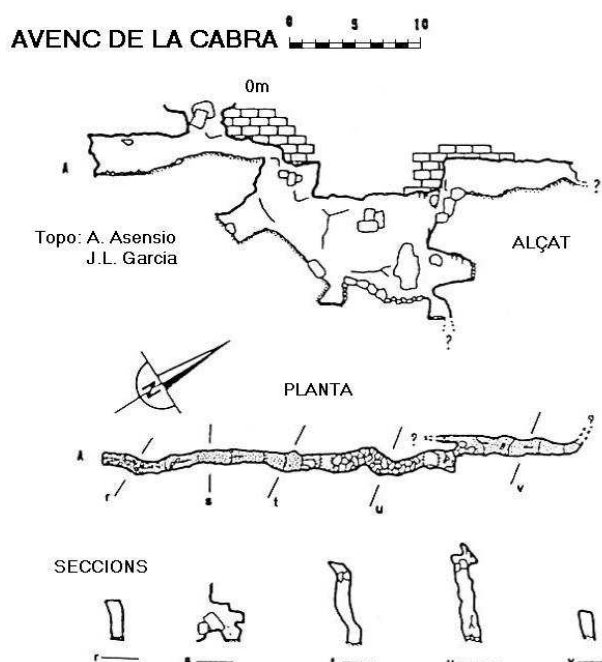 AVENC DE LA CABRA
0 5 10
0m
A
Topo: A. Asensio
J.L. Garcia
ALÇAT
?
?
N
PLANTA
A
?
?
r
s
t
u
v
SECCIONS
r
s
t
u
v